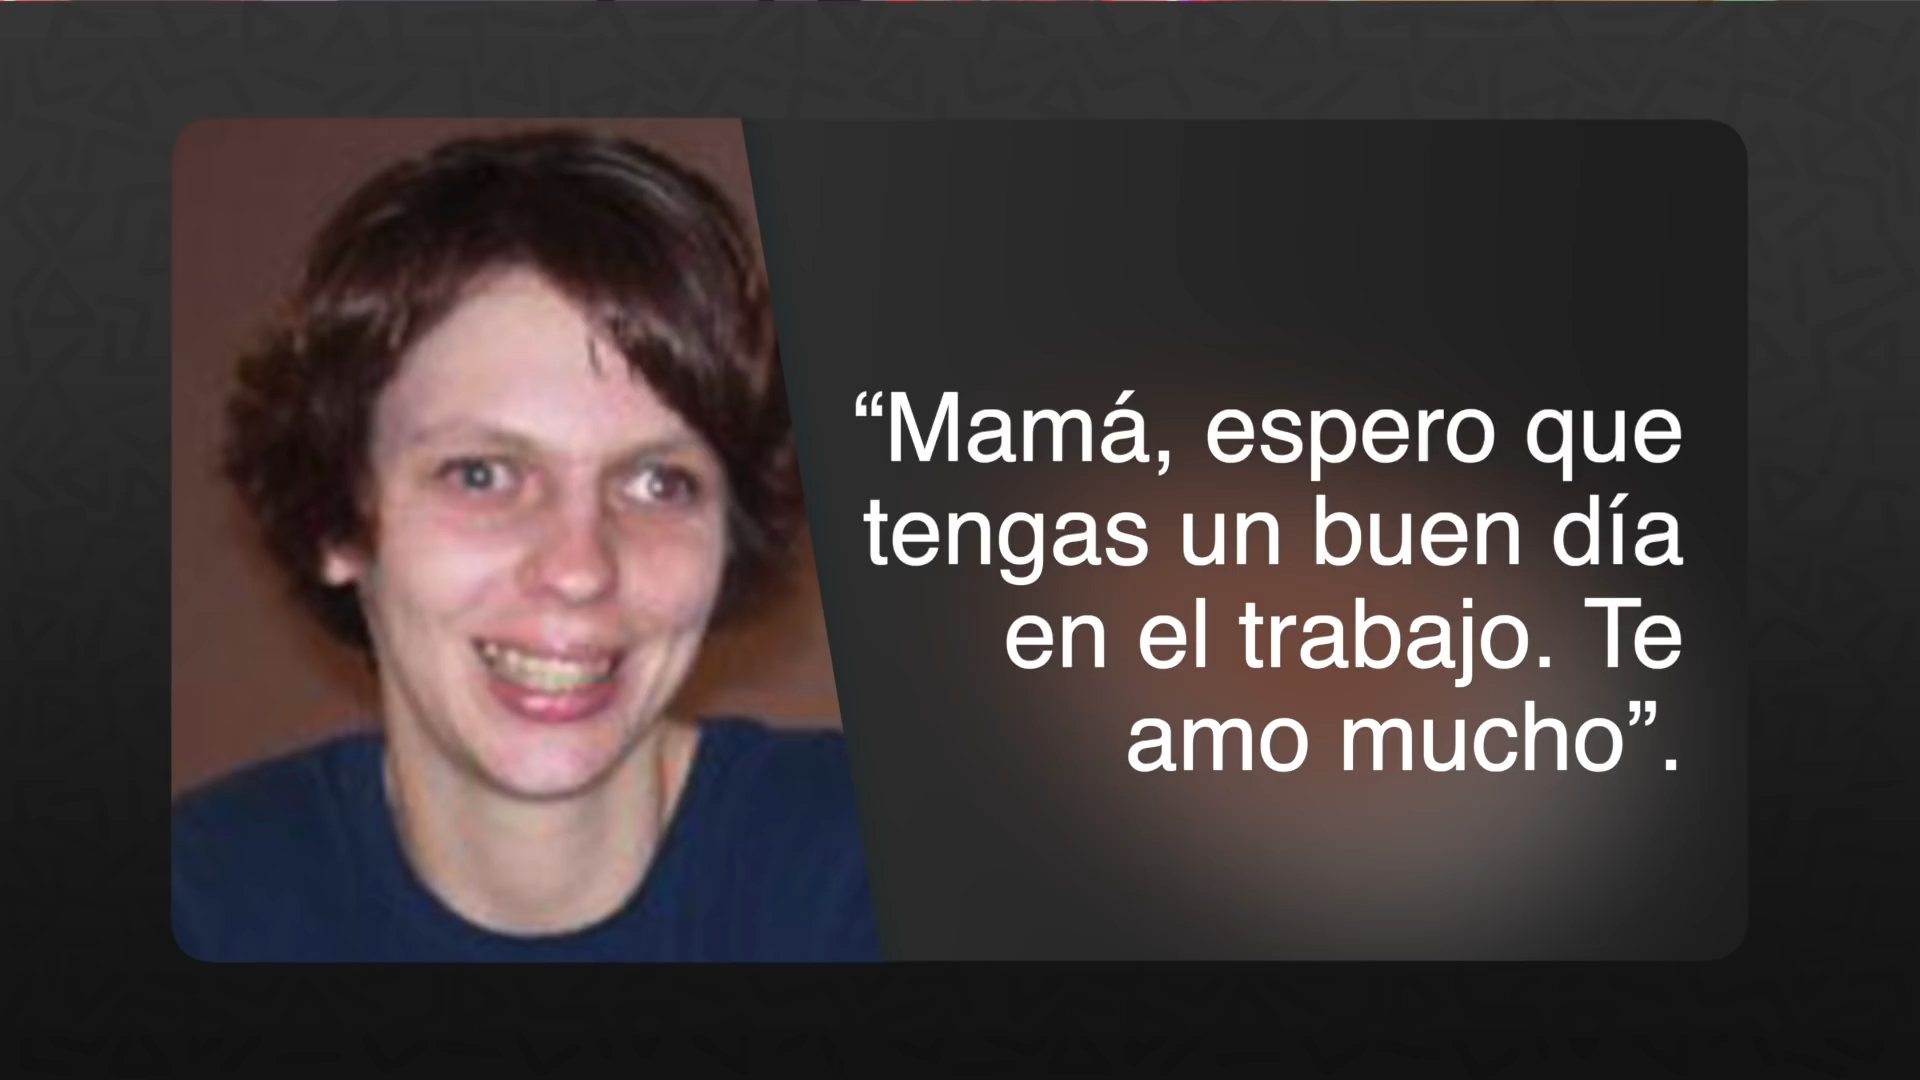 “Mamá, espero que
tengas un buen día
en el trabajo. Te
amo mucho”.